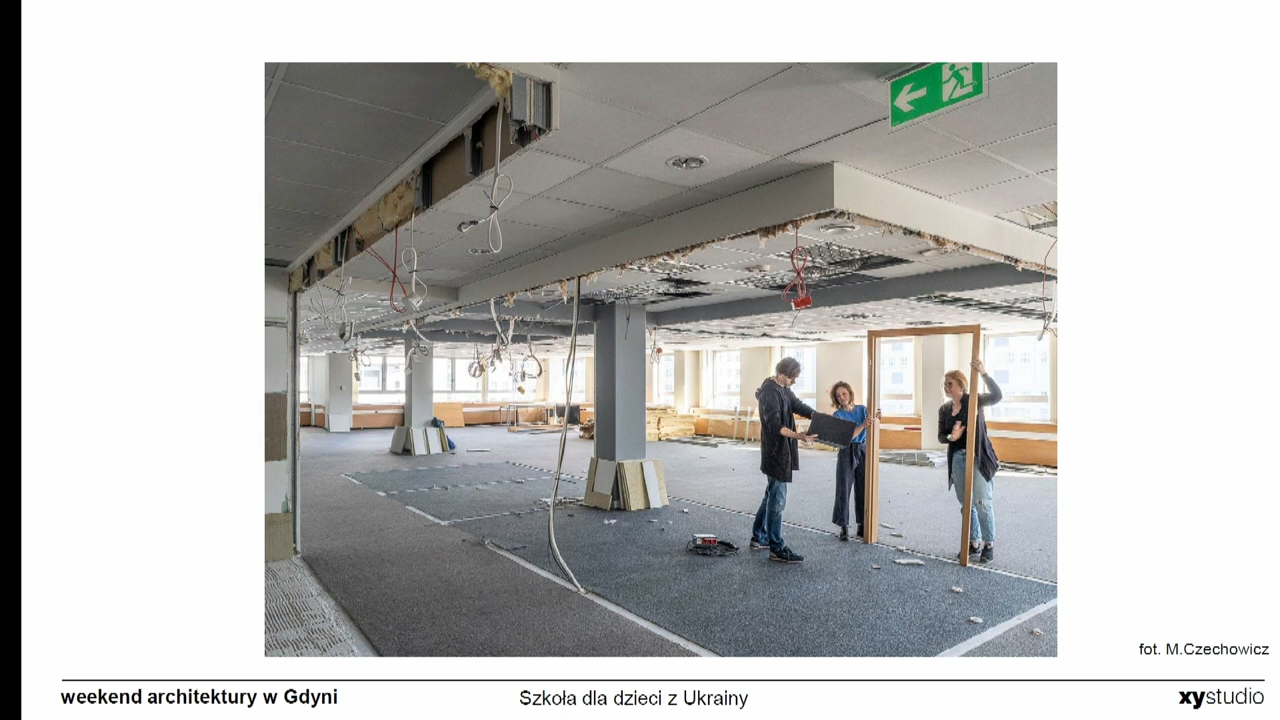 fot. M.Czechowicz
weekend architektury w Gdyni
Szkoła dla dzieci z Ukrainy
xystudio